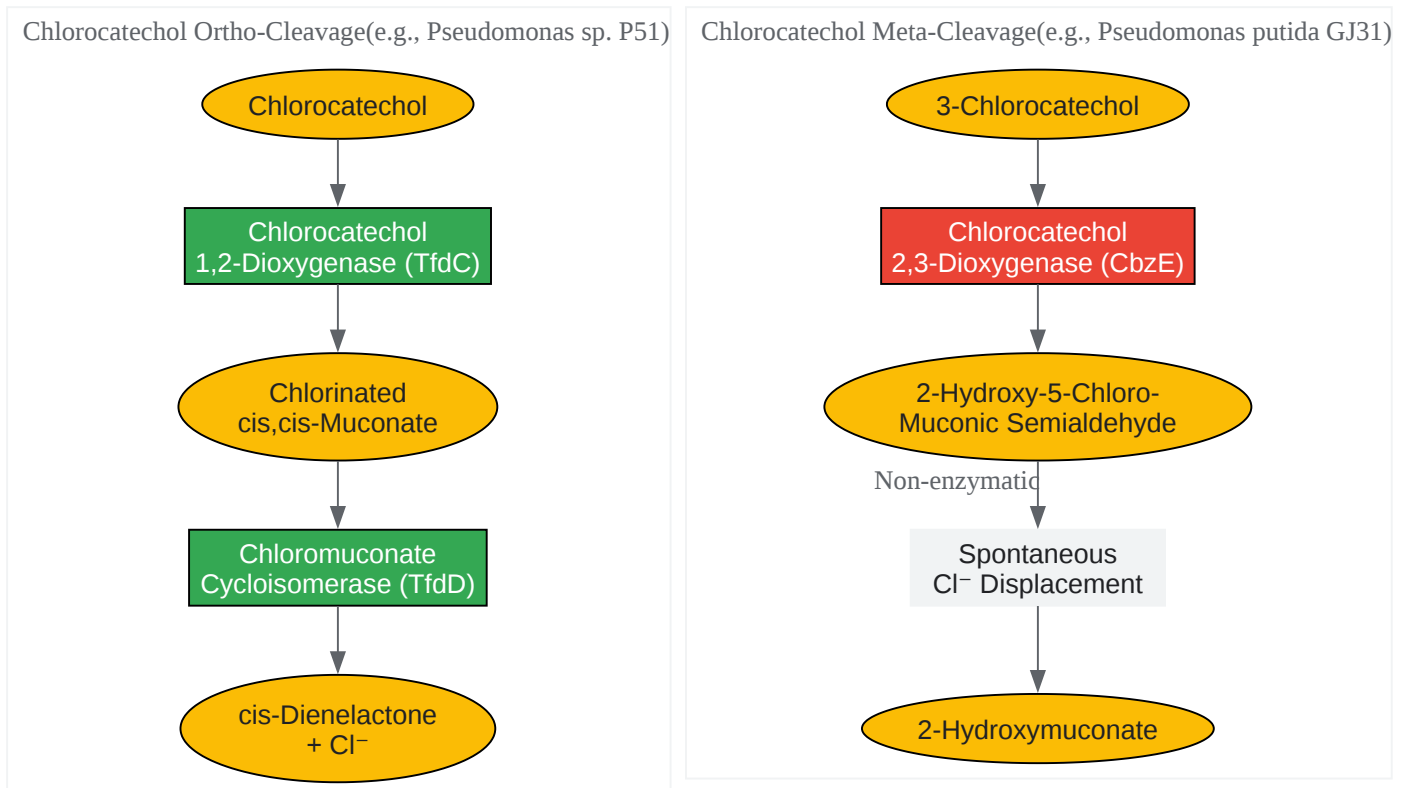 Chlorocatechol Ortho-Cleavage(e.g., Pseudomonas sp. P51)
Chlorocatechol
Chlorocatechol
1,2-Dioxygenase (TfdC)
Chlorinated
cis,cis-Muconate
Chloromuconate
Cycloisomerase (TfdD)
cis-Dienelactone
+ Cl⁻
Chlorocatechol Meta-Cleavage(e.g., Pseudomonas putida GJ31)
3-Chlorocatechol
Chlorocatechol
2,3-Dioxygenase (CbzE)
2-Hydroxy-5-Chloro-
Muconic Semialdehyde
Non-enzymatic
Spontaneous
Cl⁻ Displacement
2-Hydroxymuconate